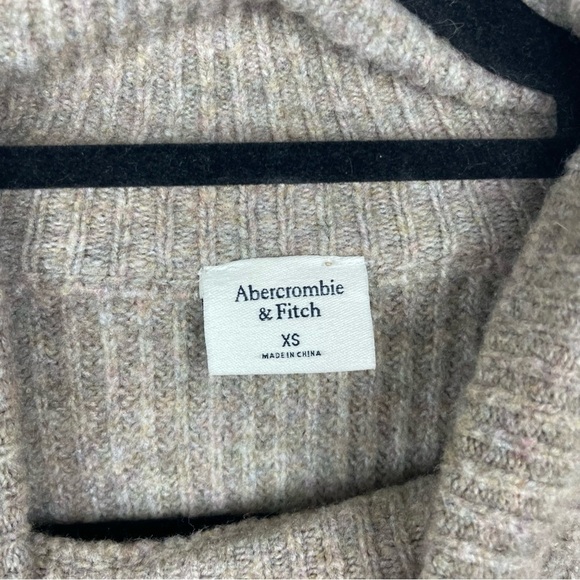 Abercrombie
& Fitch
XS
MADE IN CHINA